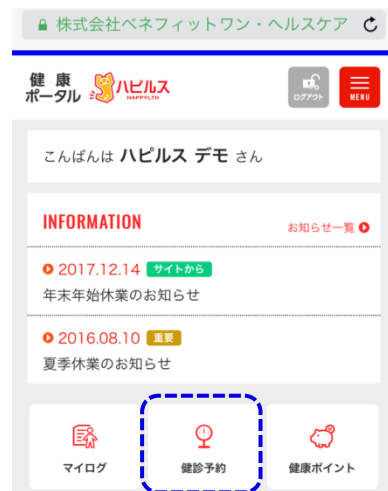 株式会社ベネフィットワン・ヘルスケア
健 康
ポータル
ハピルス
HAPPYLTH
ログアウト
MENU
こんばんは ハピルス デモ さん
INFORMATION お知らせ一覧
2017.12.14 サイトから
年末年始休業のお知らせ
2016.08.10 重要
夏季休業のお知らせ
マイログ 健診予約 健康ポイント